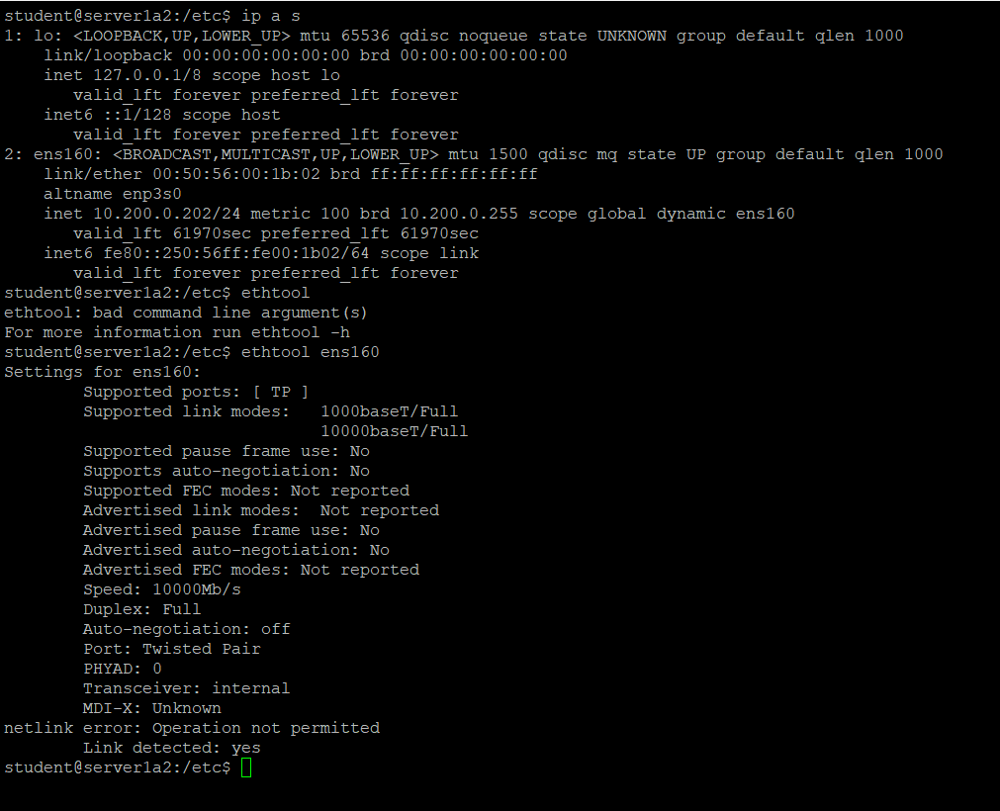 student@server1a2:/etc$ ip a s
1: lo: <LOOPBACK,UP,LOWER_UP> mtu 65536 qdisc noqueue state UNKNOWN group default qlen 1000
    link/loopback 00:00:00:00:00:00 brd 00:00:00:00:00:00
    inet 127.0.0.1/8 scope host lo
       valid_lft forever preferred_lft forever
    inet6 ::1/128 scope host
       valid_lft forever preferred_lft forever
2: ens160: <BROADCAST,MULTICAST,UP,LOWER_UP> mtu 1500 qdisc mq state UP group default qlen 1000
    link/ether 00:50:56:00:1b:02 brd ff:ff:ff:ff:ff:ff
    altname enp3s0
    inet 10.200.0.202/24 metric 100 brd 10.200.0.255 scope global dynamic ens160
       valid_lft 61970sec preferred_lft 61970sec
    inet6 fe80::250:56ff:fe00:1b02/64 scope link
       valid_lft forever preferred_lft forever
student@server1a2:/etc$ ethtool
ethtool: bad command line argument(s)
For more information run ethtool -h
student@server1a2:/etc$ ethtool ens160
Settings for ens160:
        Supported ports: [ TP ]
        Supported link modes:   1000baseT/Full
                                10000baseT/Full
        Supported pause frame use: No
        Supports auto-negotiation: No
        Supported FEC modes: Not reported
        Advertised link modes:  Not reported
        Advertised pause frame use: No
        Advertised auto-negotiation: No
        Advertised FEC modes: Not reported
        Speed: 10000Mb/s
        Duplex: Full
        Auto-negotiation: off
        Port: Twisted Pair
        PHYAD: 0
        Transceiver: internal
        MDI-X: Unknown
netlink error: Operation not permitted
        Link detected: yes
student@server1a2:/etc$